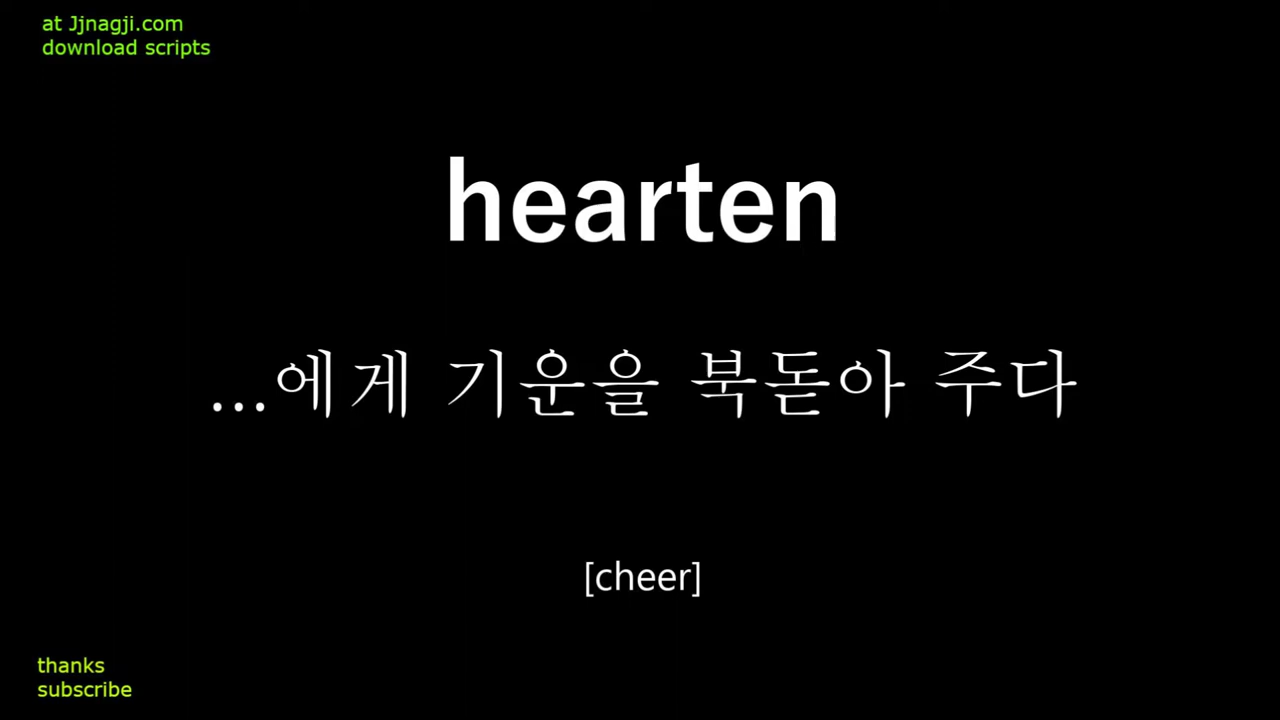 at Jjnagji.com
download scripts
hearten
...에게 기운을 북돋아 주다
[cheer]
thanks
subscribe